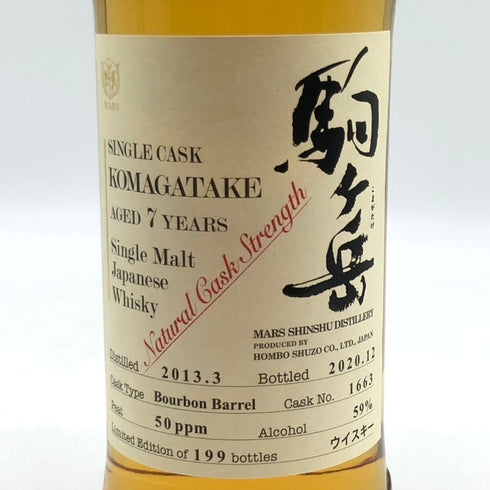 MARS
SINGLE CASK
KOMAGATAKE
AGED 7 YEARS
Single Malt
Japanese
Whisky
Natural Cask Strength
駒ヶ岳
こまがたけ
MARS SHINSHU DISTILLERY
PRODUCED BY
HOMBO SHUZO CO., LTD., JAPAN
Distilled 2013.3 Bottled 2020.12
Cask Type Bourbon Barrel Cask No. 1663
Peat 50 ppm Alcohol 59%
Limited Edition of 199 bottles ウイスキー